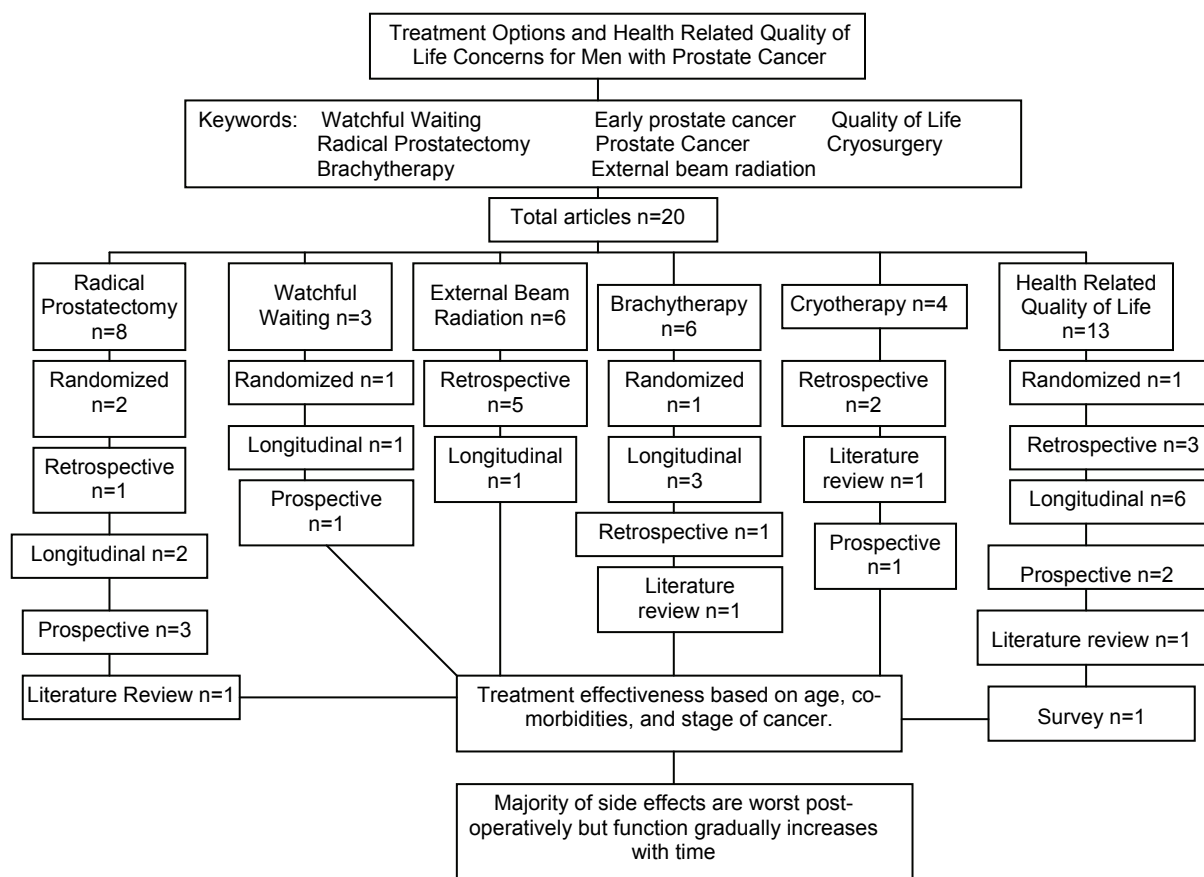 Treatment Options and Health Related Quality of
Life Concerns for Men with Prostate Cancer
Keywords: Watchful Waiting Early prostate cancer Quality of Life
Radical Prostatectomy Prostate Cancer Cryosurgery
Brachytherapy External beam radiation
Total articles n=20
Radical
Prostatectomy
n=8
Randomized
n=2
Retrospective
n=1
Longitudinal n=2
Prospective n=3
Literature Review n=1
Watchful
Waiting n=3
Randomized n=1
Longitudinal n=1
Prospective
n=1
External Beam
Radiation n=6
Retrospective
n=5
Longitudinal
n=1
Brachytherapy
n=6
Randomized
n=1
Longitudinal
n=3
Retrospective n=1
Literature
review n=1
Cryotherapy n=4
Retrospective
n=2
Literature
review n=1
Prospective
n=1
Health Related
Quality of Life
n=13
Randomized n=1
Retrospective n=3
Longitudinal n=6
Prospective n=2
Literature review n=1
Survey n=1
Treatment effectiveness based on age, co-
morbidities, and stage of cancer.
Majority of side effects are worst post-
operatively but function gradually increases
with time